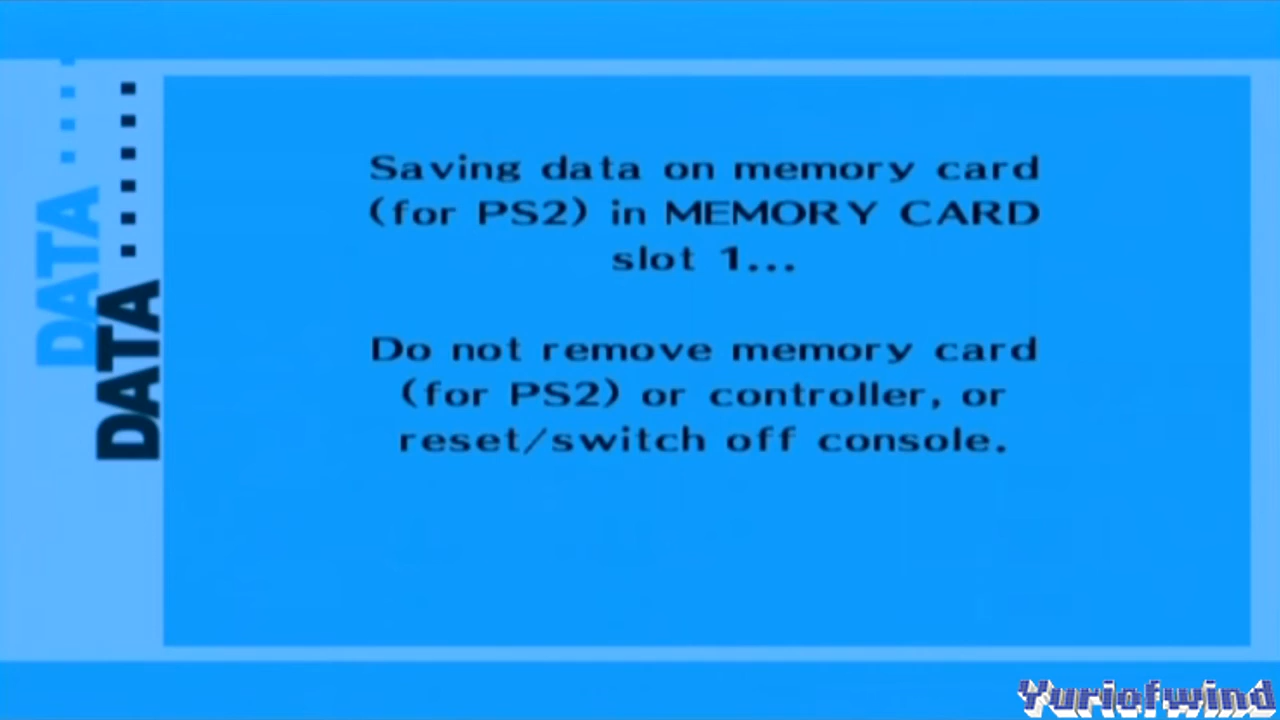 DATA ......
DATA ....
Saving data on memory card
(for PS2) in MEMORY CARD
slot 1...
Do not remove memory card
(for PS2) or controller, or
reset/switch off console.
Yuriofwind